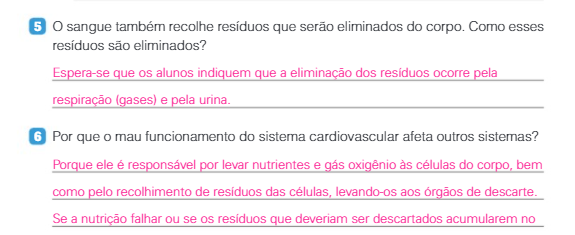 5 O sangue também recolhe resíduos que serão eliminados do corpo. Como esses
resíduos são eliminados?
Espera-se que os alunos indiquem que a eliminação dos resíduos ocorre pela
respiração (gases) e pela urina.
6 Por que o mau funcionamento do sistema cardiovascular afeta outros sistemas?
Porque ele é responsável por levar nutrientes e gás oxigênio às células do corpo, bem
como pelo recolhimento de resíduos das células, levando-os aos órgãos de descarte.
Se a nutrição falhar ou se os resíduos que deveriam ser descartados acumularem no